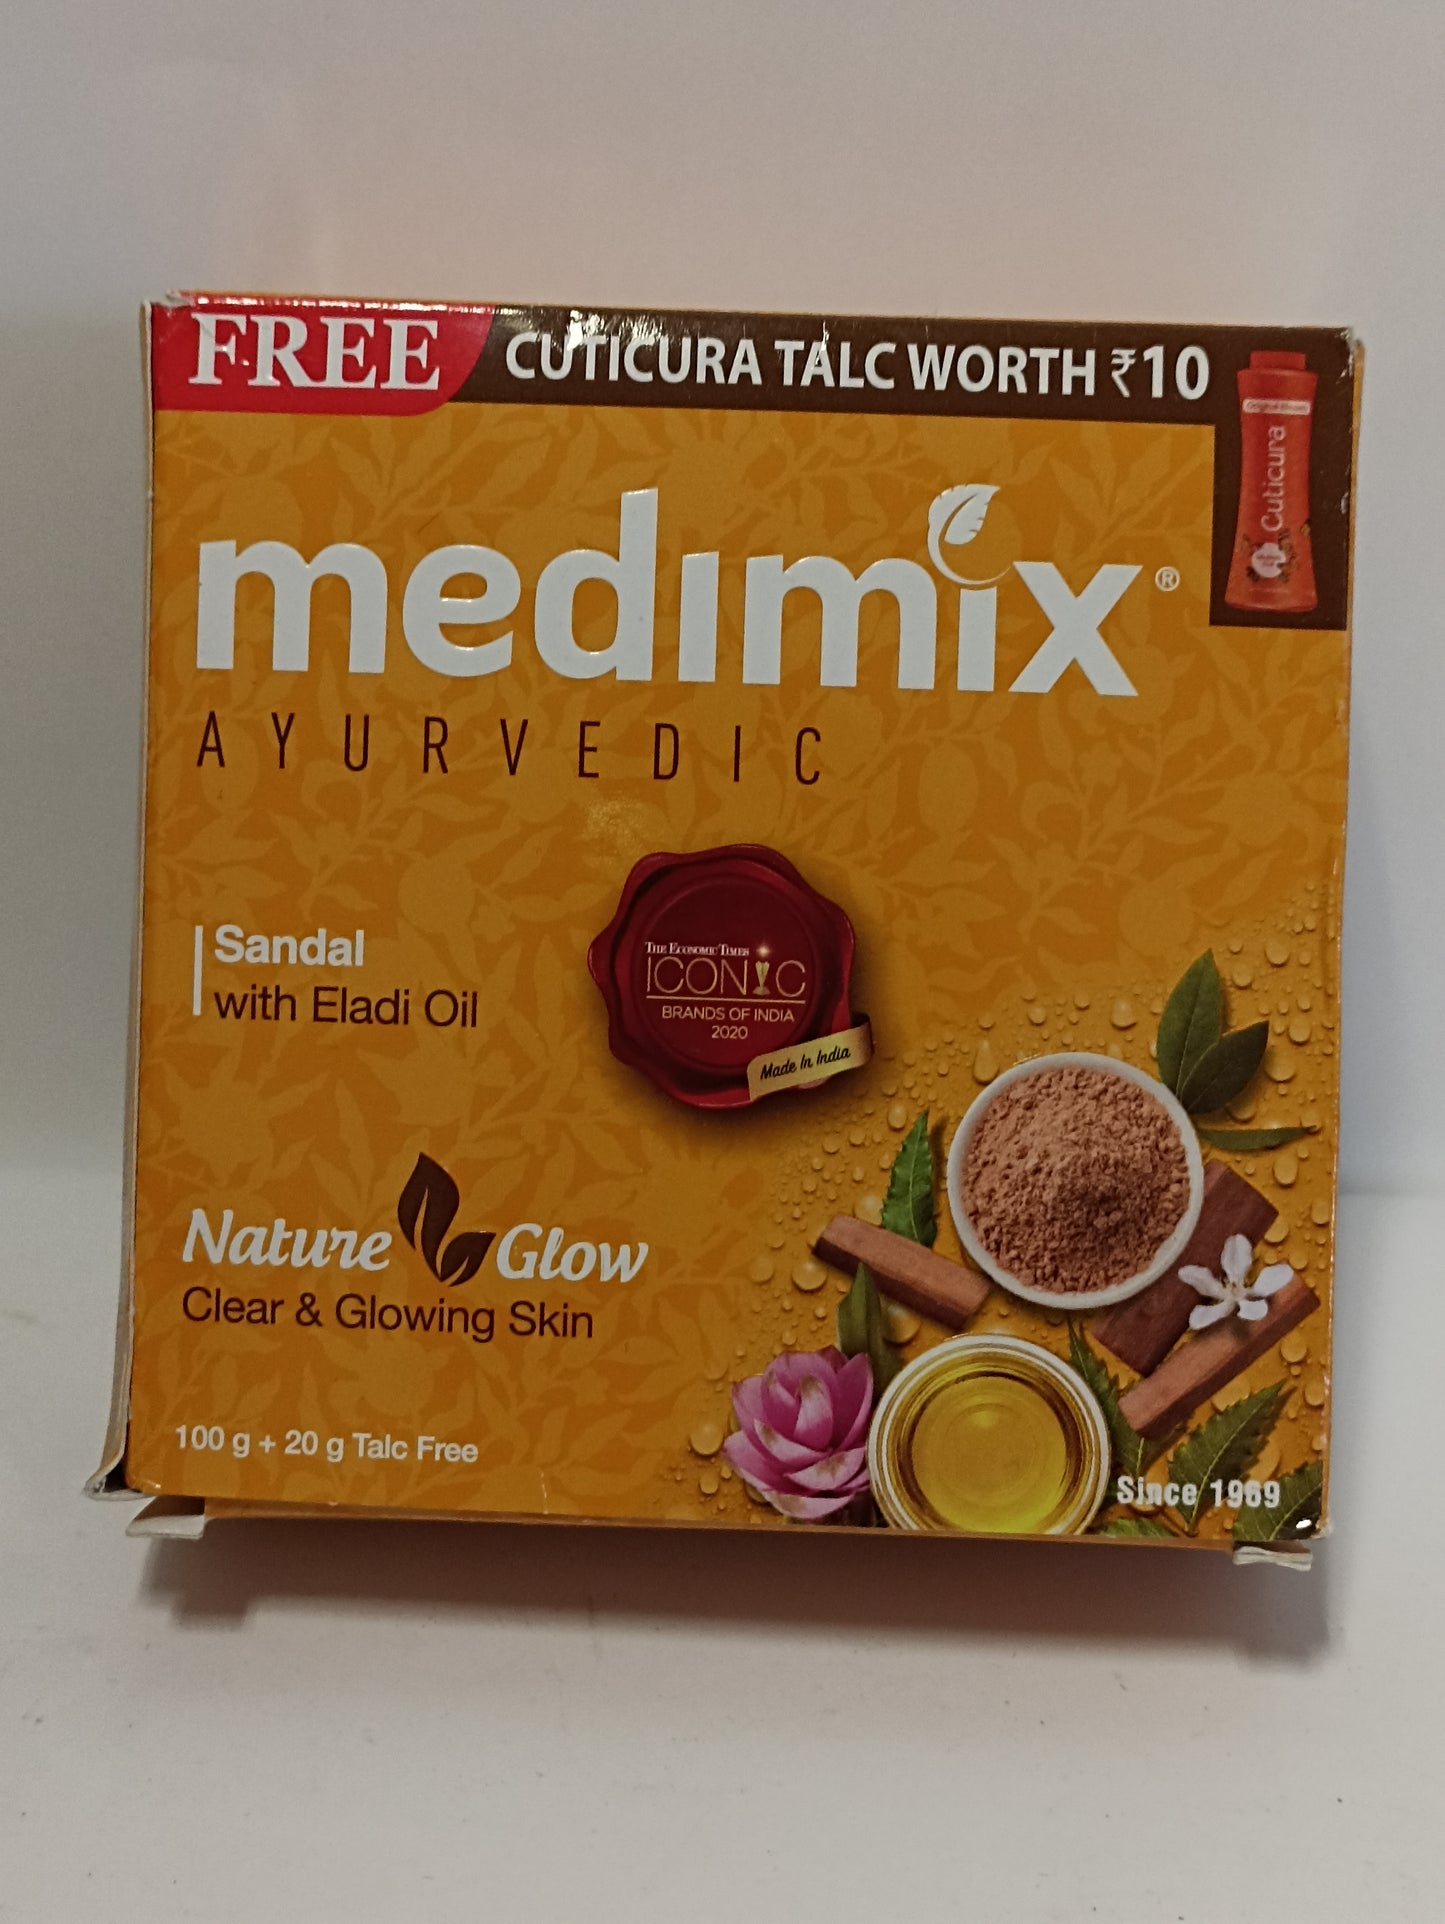 FREE CUTICURA TALC WORTH ₹10
Cuticura
medimix®
AYURVEDIC
Sandal
with Eladi Oil
THE ECONOMIC TIMES
ICONIC
BRANDS OF INDIA
2020
Made In India
Nature Glow
Clear & Glowing Skin
100 g + 20 g Talc Free
Since 1969